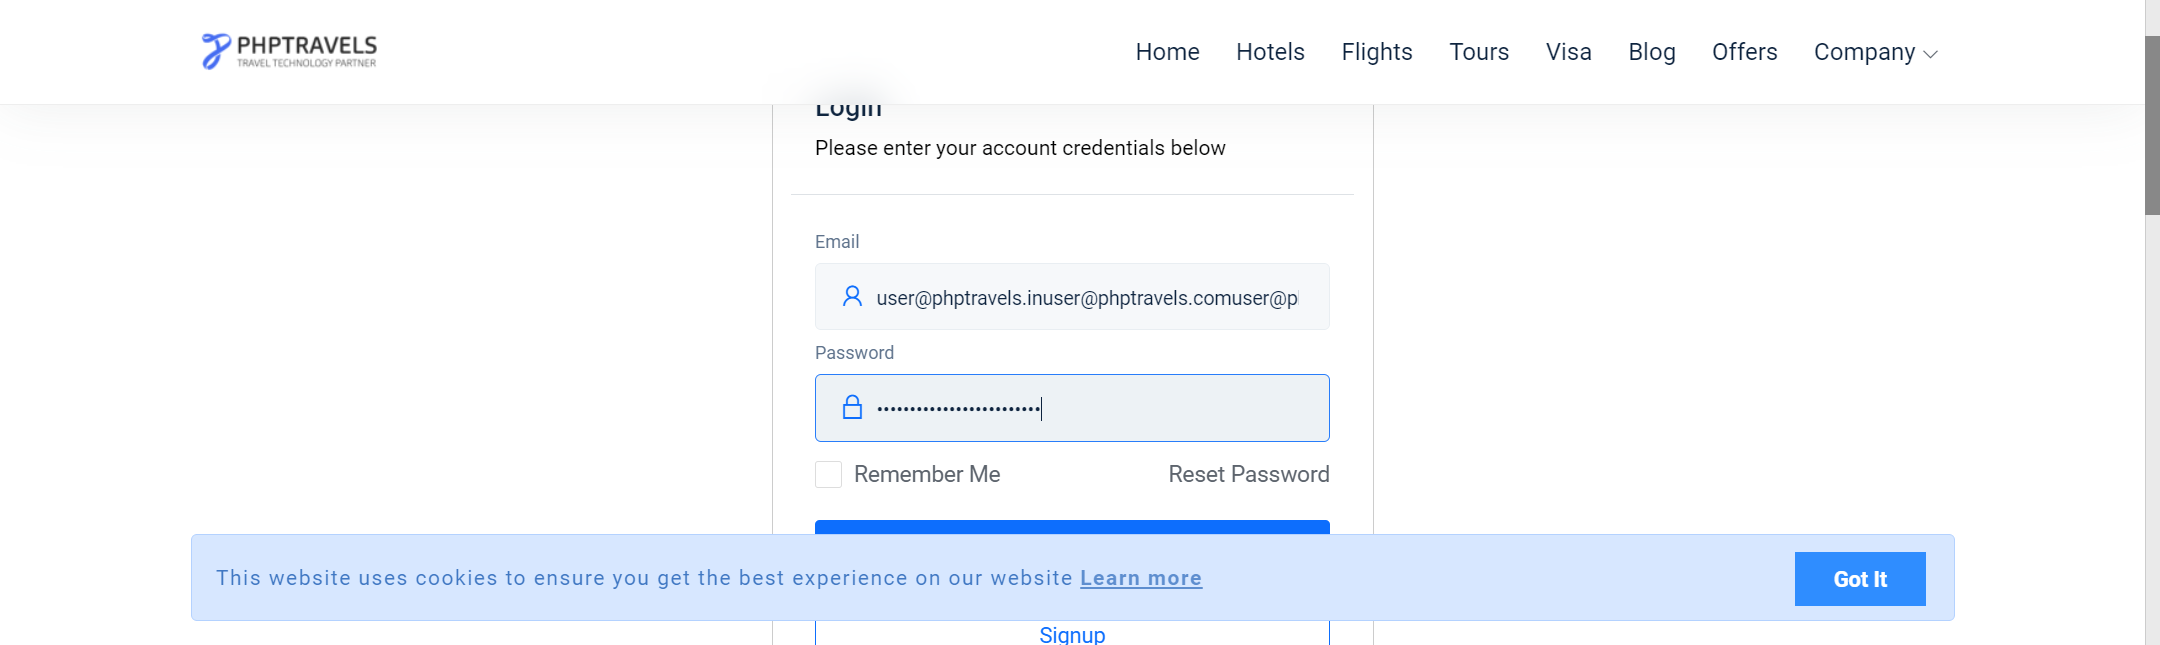 PHPTRAVELS
TRAVEL TECHNOLOGY PARTNER
Home Hotels Flights Tours Visa Blog Offers Company
Login
Please enter your account credentials below
Email
user@phptravels.inuser@phptravels.comuser@p
Password
•••••••••••••••••••••••••
Remember Me Reset Password
This website uses cookies to ensure you get the best experience on our website Learn more
Got It
Signup